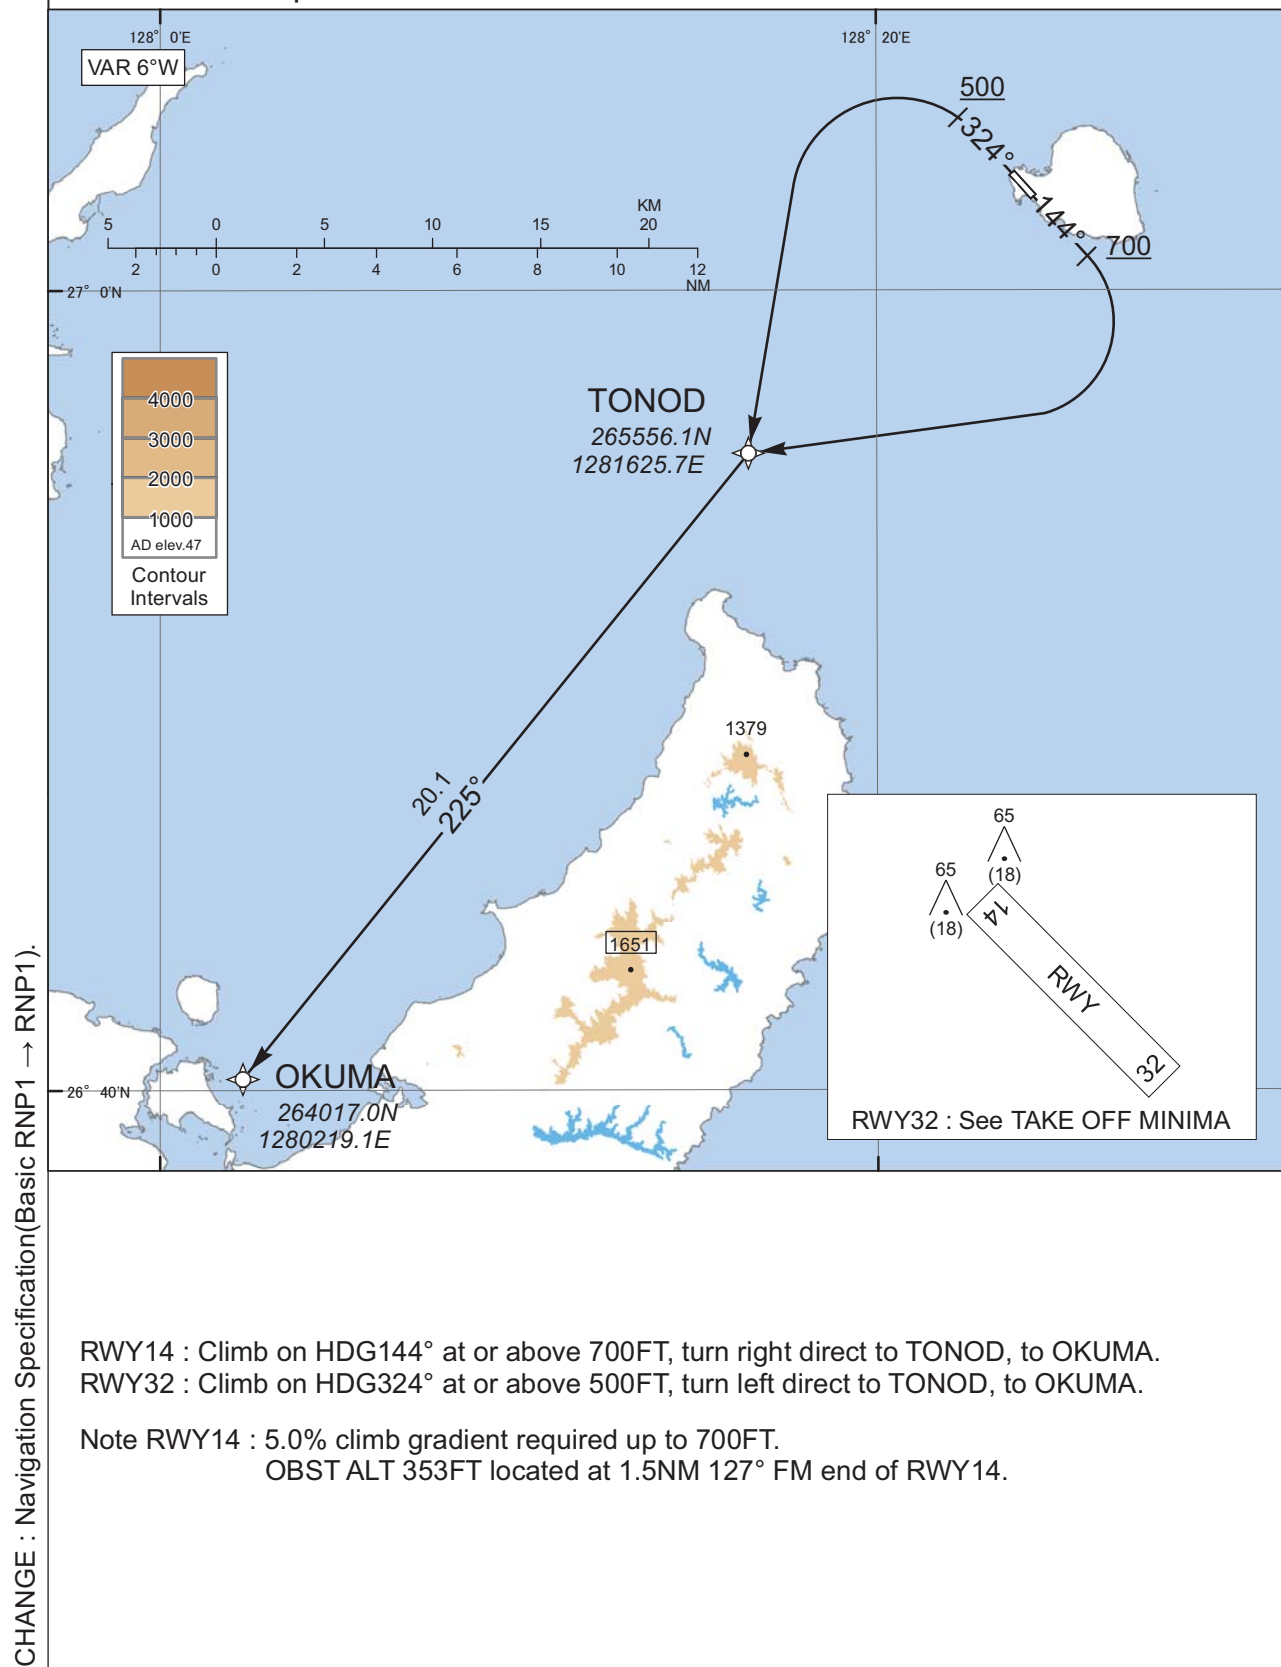 128° 0'E
128° 20'E
VAR 6°W
500
324°
144°
700
KM
5 0 5 10 15 20
2 0 2 4 6 8 10 12
NM
27° 0'N
4000
3000
2000
1000
AD elev.47
Contour
Intervals
TONOD
265556.1N
1281625.7E
1379
20.1
225°
1651
65
(18)
65
(18)
14
RWY
32
RWY32 : See TAKE OFF MINIMA
OKUMA
264017.0N
1280219.1E
26° 40'N
RWY14 : Climb on HDG144° at or above 700FT, turn right direct to TONOD, to OKUMA.
RWY32 : Climb on HDG324° at or above 500FT, turn left direct to TONOD, to OKUMA.
Note RWY14 : 5.0% climb gradient required up to 700FT.
OBST ALT 353FT located at 1.5NM 127° FM end of RWY14.
CHANGE : Navigation Specification(Basic RNP1 → RNP1).